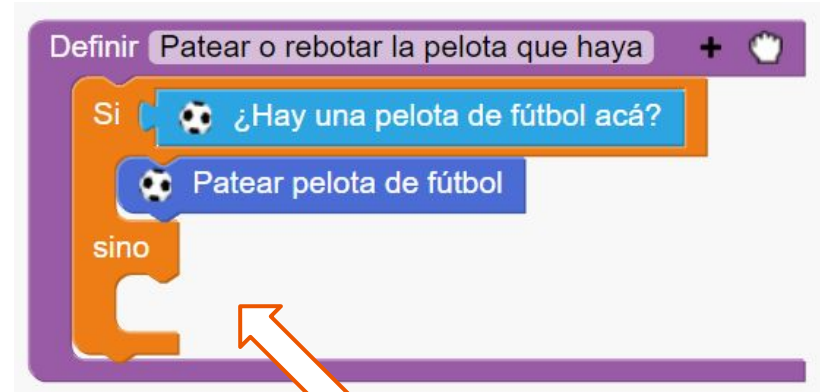 Definir Patear o rebotar la pelota que haya +
Si ¿Hay una pelota de fútbol acá?
Patear pelota de fútbol
sino